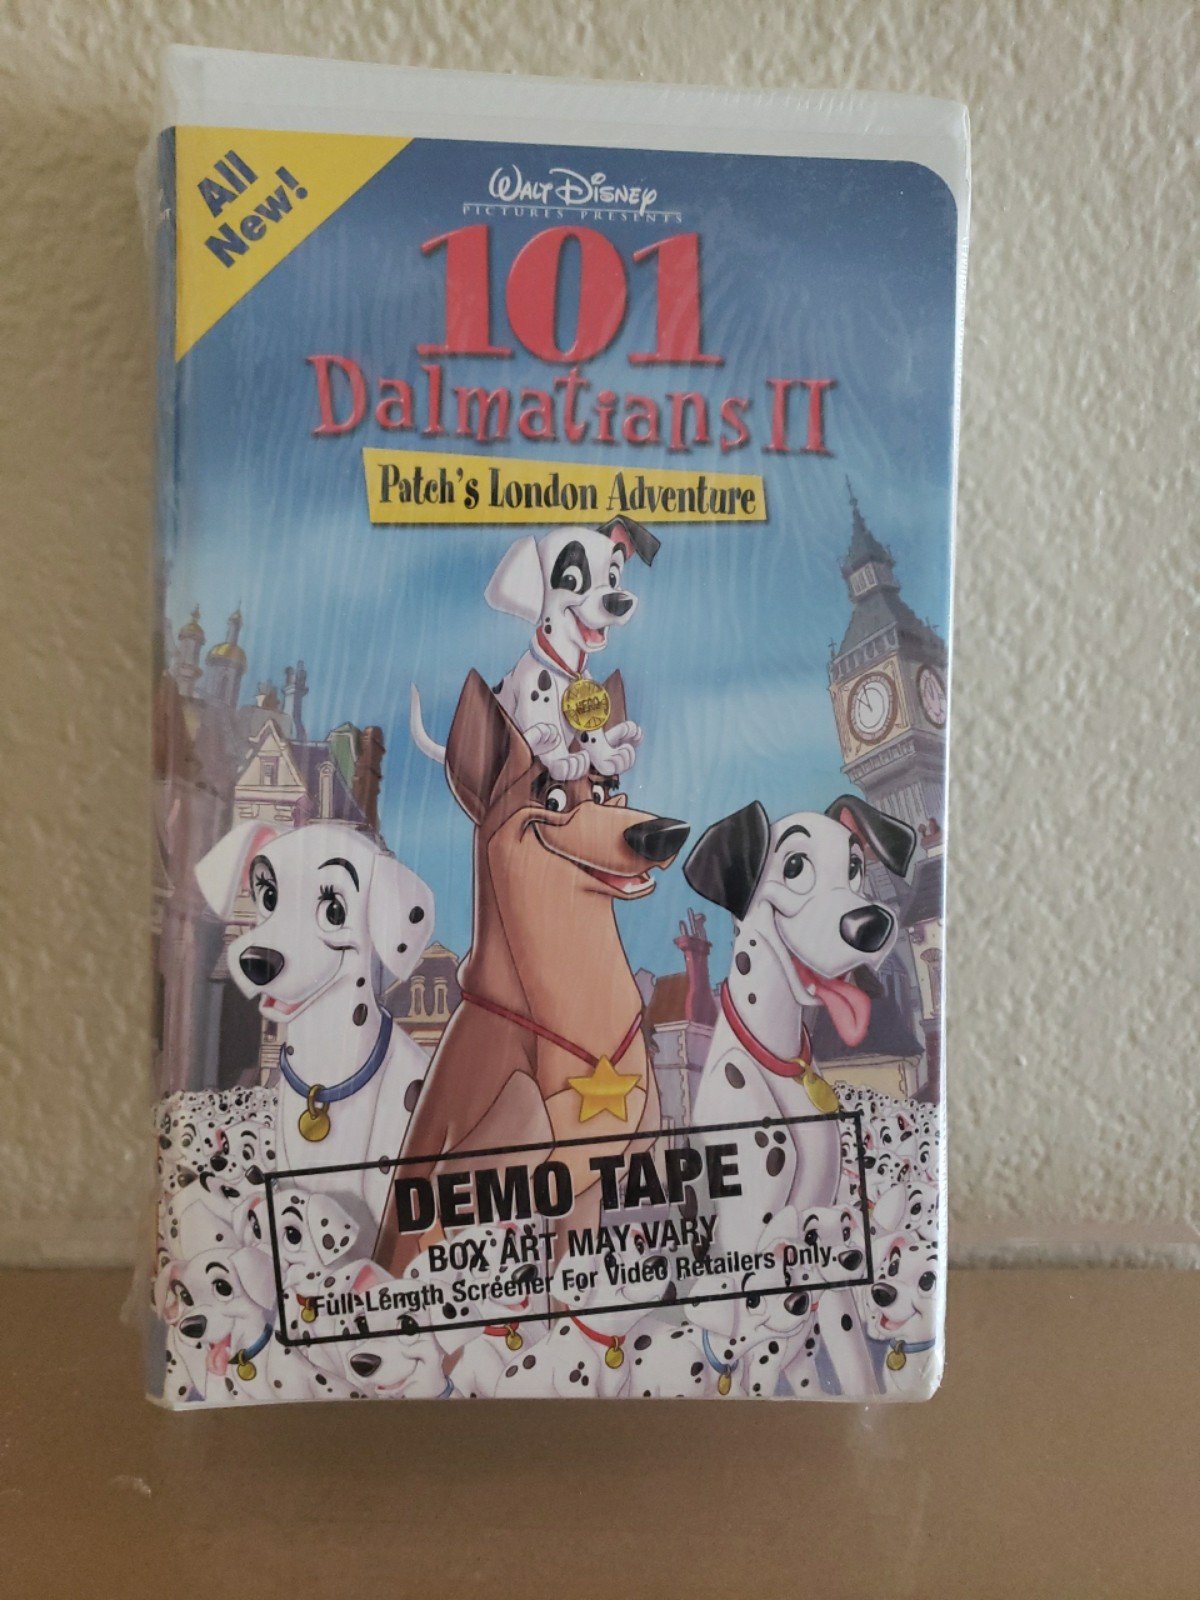 All
New!
WALT DISNEY
PICTURES PRESENTS
101
Dalmatians II
Patch's London Adventure
HERO
DEMO TAPE
BOX ART MAY VARY
Full-Length Screener For Video Retailers Only.